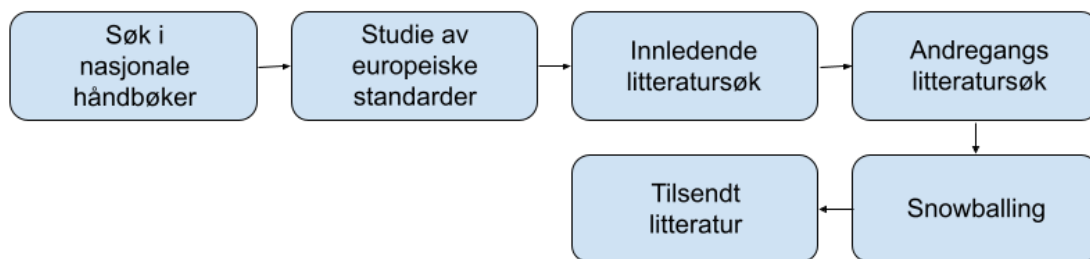 Søk i
nasjonale
håndbøker
Studie av
europeiske
standarder
Innledende
litteratursøk
Andregangs
litteratursøk
Snowballing
Tilsendt
litteratur